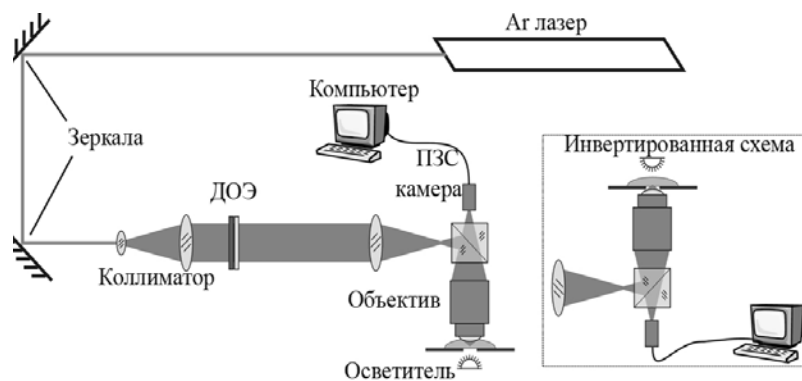 Ar лазер
Компьютер
Зеркала
ПЗС
камера
Инвертированная схема
ДОЭ
Коллиматор
Объектив
Осветитель